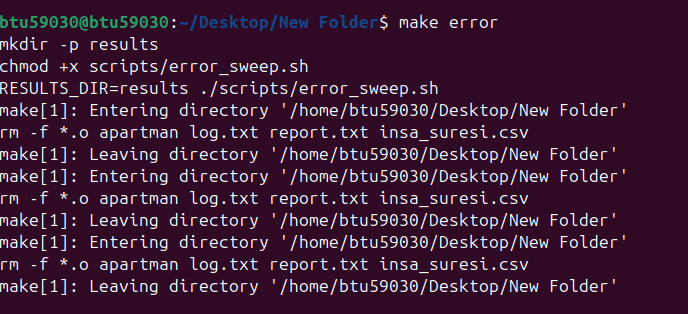 btu59030@btu59030:~/Desktop/New Folder$ make error
mkdir -p results
chmod +x scripts/error_sweep.sh
RESULTS_DIR=results ./scripts/error_sweep.sh
make[1]: Entering directory '/home/btu59030/Desktop/New Folder'
rm -f *.o apartman log.txt report.txt insa_suresi.csv
make[1]: Leaving directory '/home/btu59030/Desktop/New Folder'
make[1]: Entering directory '/home/btu59030/Desktop/New Folder'
rm -f *.o apartman log.txt report.txt insa_suresi.csv
make[1]: Leaving directory '/home/btu59030/Desktop/New Folder'
make[1]: Entering directory '/home/btu59030/Desktop/New Folder'
rm -f *.o apartman log.txt report.txt insa_suresi.csv
make[1]: Leaving directory '/home/btu59030/Desktop/New Folder'